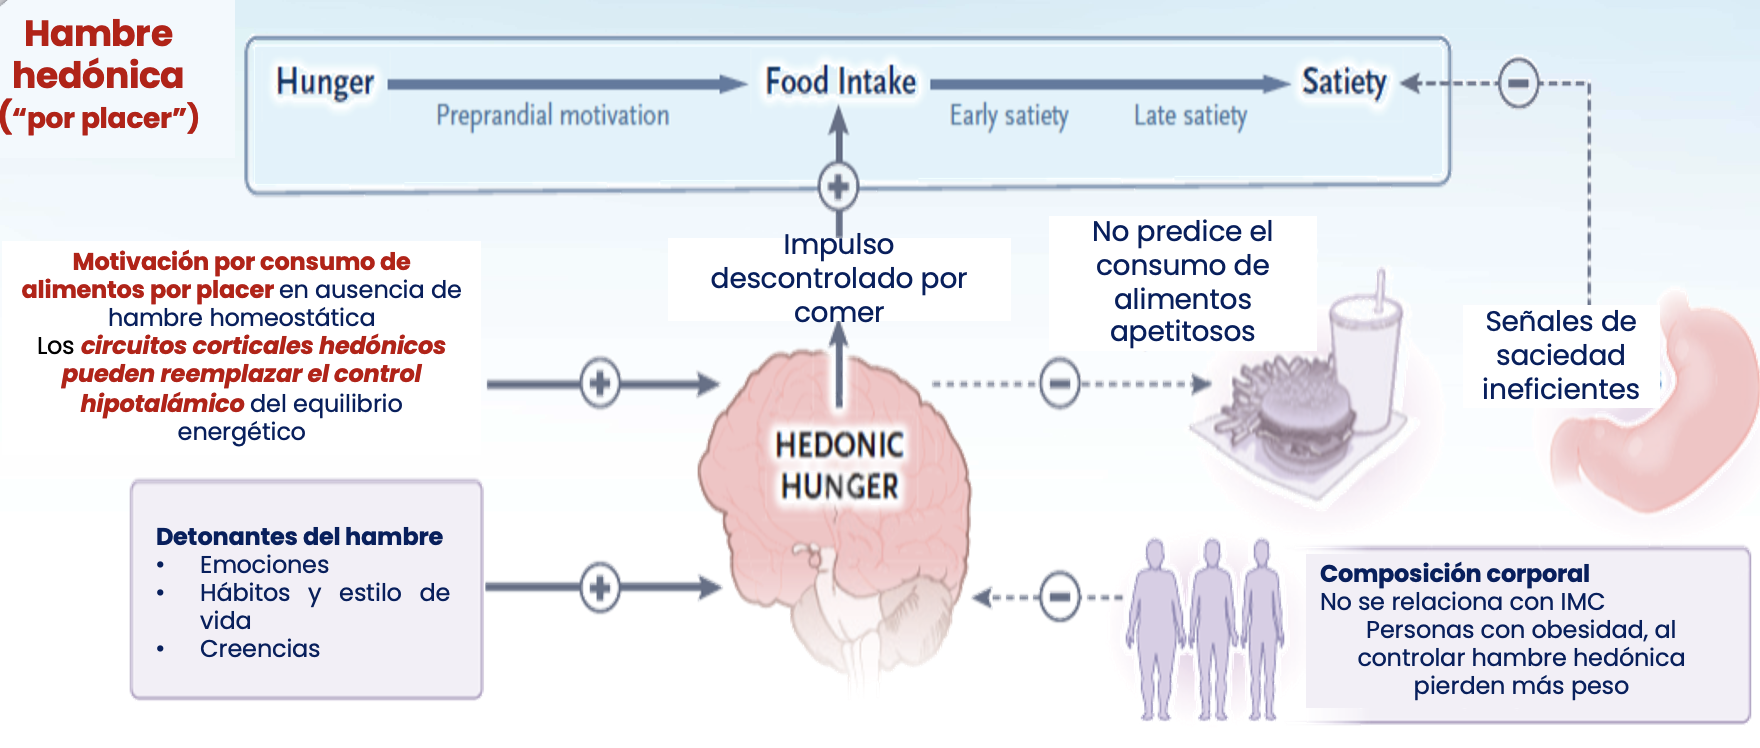 Hambre
hedónica
(“por placer”)
Hunger
Preprandial motivation
Food Intake
Early satiety
Late satiety
Satiety
Motivación por consumo de
alimentos por placer en ausencia de
hambre homeostática
Los circuitos corticales hedónicos
pueden reemplazar el control
hipotalámico del equilibrio
energético
Impulso
descontrolado por
comer
No predice el
consumo de
alimentos
apetitosos
Señales de
saciedad
ineficientes
HEDONIC
HUNGER
Detonantes del hambre
• Emociones
• Hábitos y estilo de
vida
• Creencias
Composición corporal
No se relaciona con IMC
Personas con obesidad, al
controlar hambre hedónica
pierden más peso